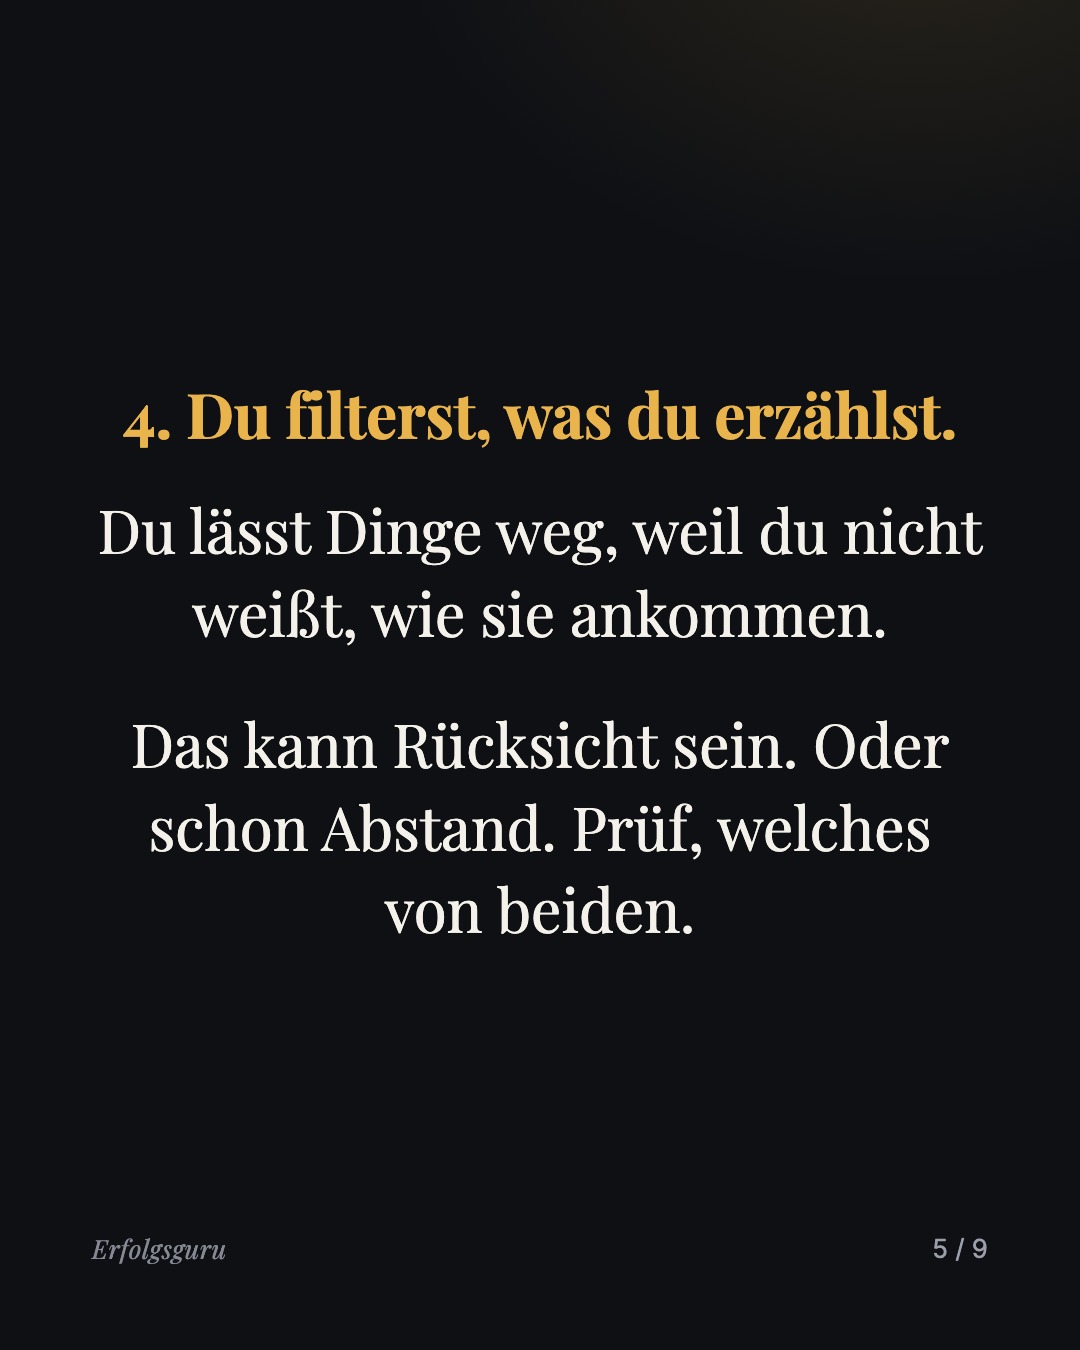 4. Du filterst, was du erzählst.
Du lässt Dinge weg, weil du nicht
weißt, wie sie ankommen.
Das kann Rücksicht sein. Oder
schon Abstand. Prüf, welches
von beiden.
Erfolgsguru
5 / 9